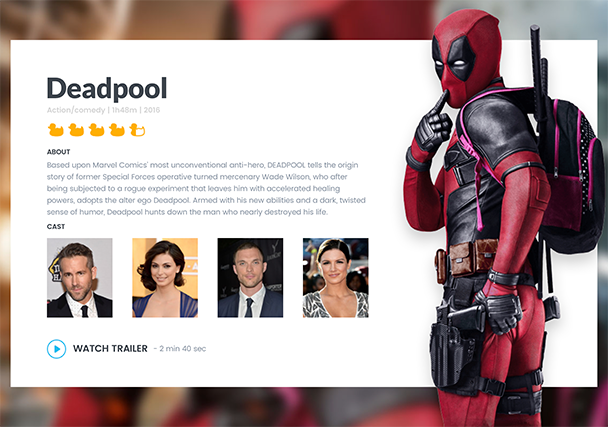 Deadpool
Action/comedy | 1h48m | 2016
ABOUT
Based upon Marvel Comics' most unconventional anti-hero, DEADPOOL tells the origin
story of former Special Forces operative turned mercenary Wade Wilson, who after
being subjected to a rogue experiment that leaves him with accelerated healing
powers, adopts the alter ego Deadpool. Armed with his new abilities and a dark, twisted
sense of humor, Deadpool hunts down the man who nearly destroyed his life.
CAST
WATCH TRAILER - 2 min 40 sec